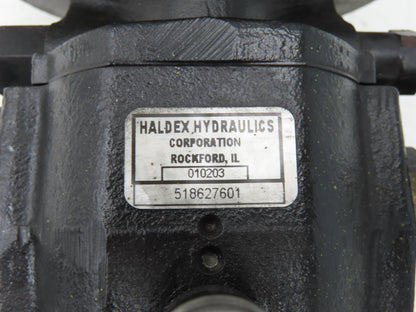 HALDEX HYDRAULICS
CORPORATION
ROCKFORD, IL
010203
518627601